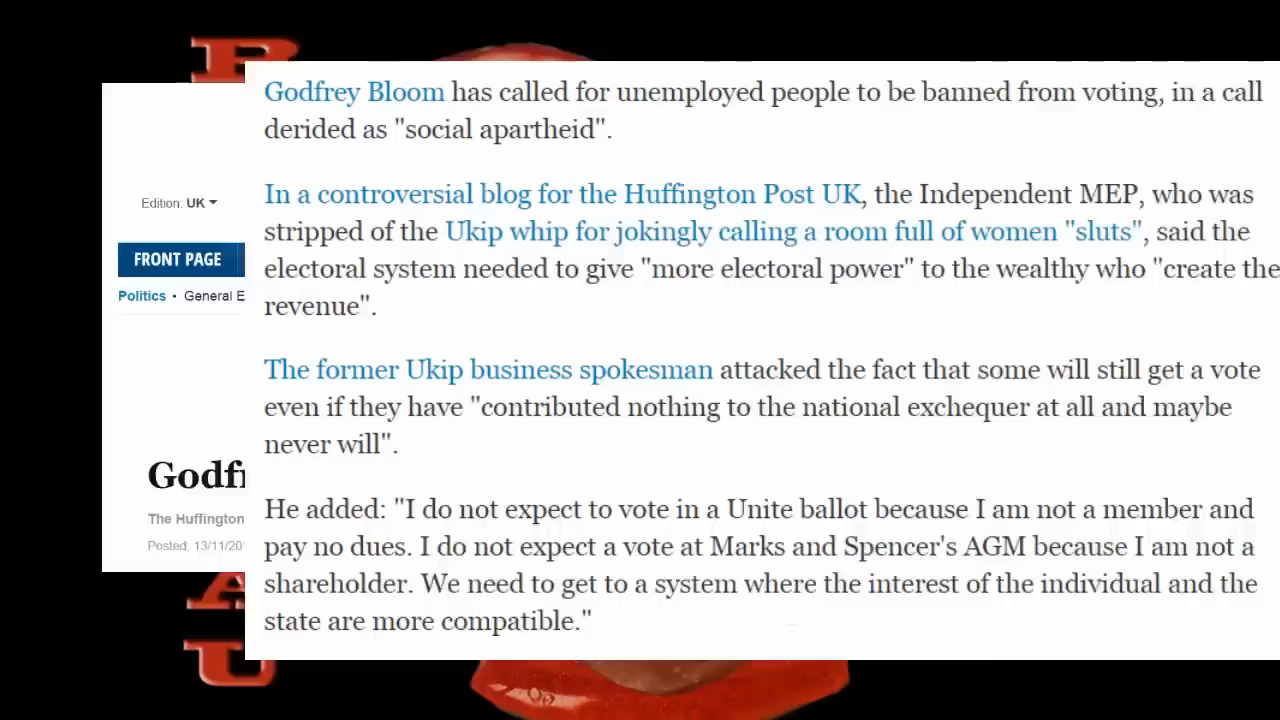 R
Edition: UK
FRONT PAGE
Politics • General E
Godfr
The Huffington
Posted: 13/11/20
A
U
Godfrey Bloom has called for unemployed people to be banned from voting, in a call
derided as "social apartheid".
In a controversial blog for the Huffington Post UK, the Independent MEP, who was
stripped of the Ukip whip for jokingly calling a room full of women "sluts", said the
electoral system needed to give "more electoral power" to the wealthy who "create the
revenue".
The former Ukip business spokesman attacked the fact that some will still get a vote
even if they have "contributed nothing to the national exchequer at all and maybe
never will".
He added: "I do not expect to vote in a Unite ballot because I am not a member and
pay no dues. I do not expect a vote at Marks and Spencer's AGM because I am not a
shareholder. We need to get to a system where the interest of the individual and the
state are more compatible."